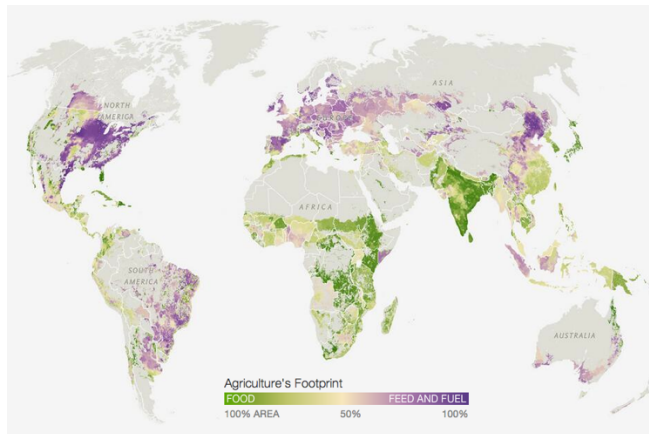 ASIA
NORTH
AMERICA
EUROPE
AFRICA
SOUTH
AMERICA
AUSTRALIA
Agriculture's Footprint
FOOD FEED AND FUEL
100% AREA 50% 100%